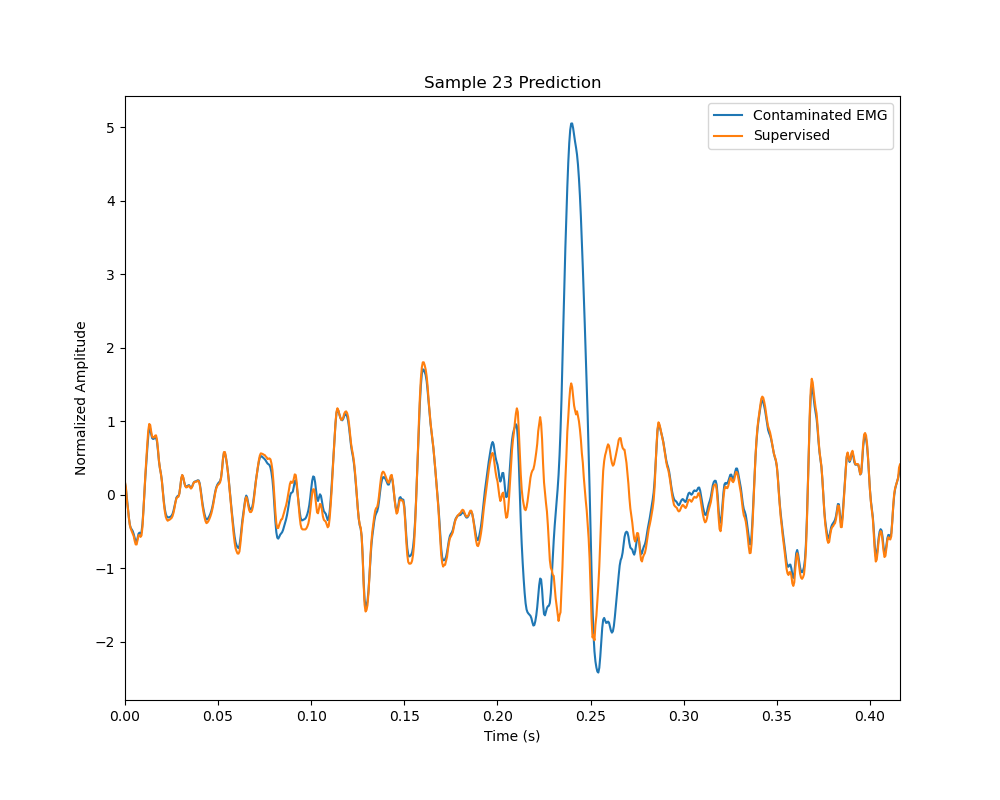 Sample 23 Prediction
Contaminated EMG
Supervised
Normalized Amplitude
5
4
3
2
1
0
−1
−2
0.00 0.05 0.10 0.15 0.20 0.25 0.30 0.35 0.40
Time (s)